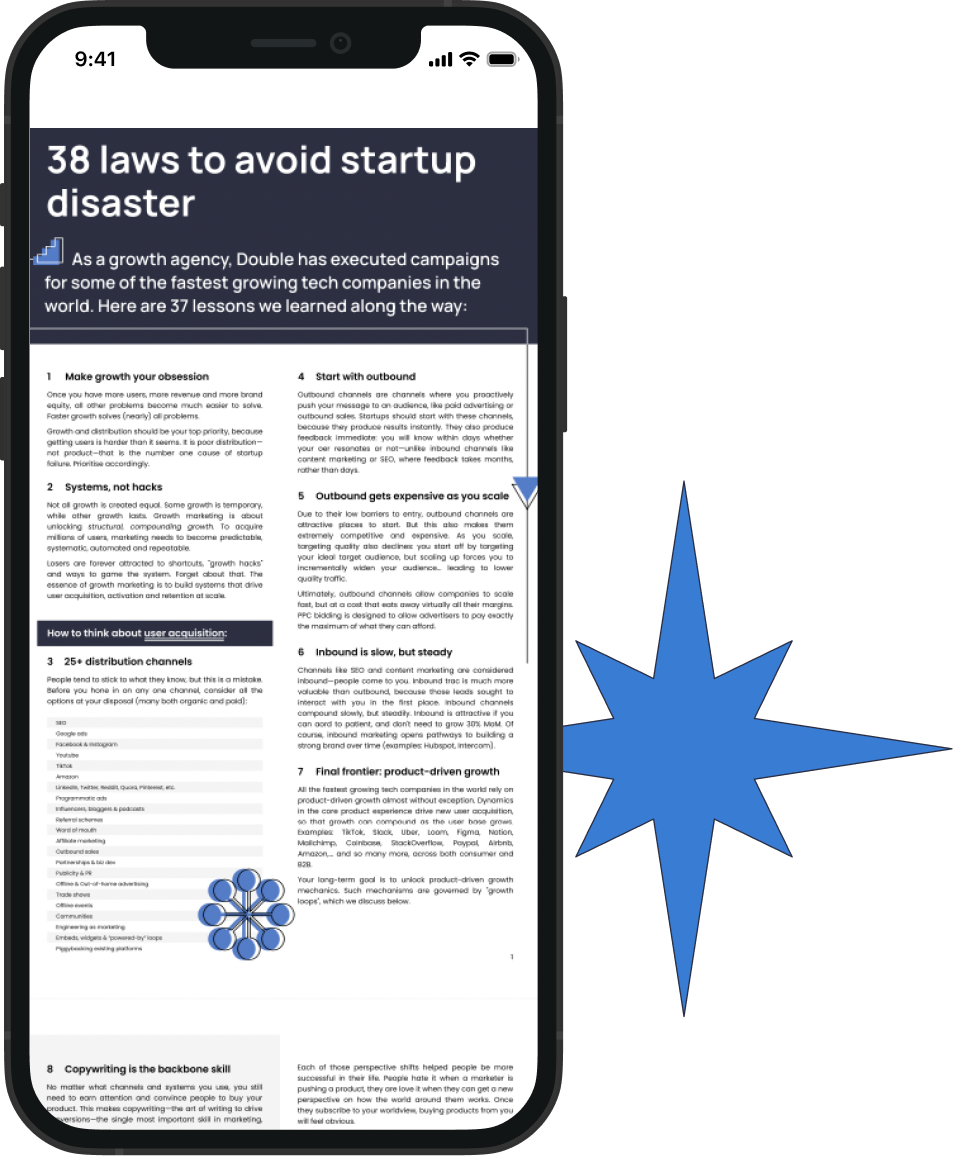 9:41
38 laws to avoid startup
disaster
As a growth agency, Double has executed campaigns
for some of the fastest growing tech companies in the
world. Here are 37 lessons we learned along the way:
1 Make growth your obsession
Once you have more users, more revenue and more brand
equity, all other problems become much easier to solve.
Faster growth solves (nearly) all problems.
Growth and distribution should be your top priority, because
getting users is harder than it seems. It is poor distribution—
not product—that is the number one cause of startup
failure. Prioritise accordingly.
2 Systems, not hacks
Not all growth is created equal. Some growth is temporary,
while other growth lasts. Growth marketing is about
unlocking structural, compounding growth. To acquire
millions of users, marketing needs to become predictable,
systematic, automated and repeatable.
Losers are forever attracted to shortcuts, "growth hacks"
and ways to game the system. Forget about that. The
essence of growth marketing is to build systems that drive
user acquisition, activation and retention at scale.
How to think about user acquisition:
3 25+ distribution channels
People tend to stick to what they know, but this is a mistake.
Before you hone in on any one channel, consider all the
options at your disposal (many both organic and paid):
SEO
Google ads
Facebook & Instagram
Youtube
TikTok
Amazon
LinkedIn, Twitter, Reddit, Quora, Pinterest, etc.
Programmatic ads
Influencers, bloggers & podcasts
Referral schemes
Word of mouth
Affiliate marketing
Outbound sales
Partnerships & biz dev
Publicity & PR
Offline & Out-of-home advertising
Trade shows
Offline events
Communities
Engineering as marketing
Embeds, widgets & "powered-by" loops
Piggybacking existing platforms
4 Start with outbound
Outbound channels are channels where you proactively
push your message to an audience, like paid advertising or
outbound sales. Startups should start with these channels,
because they produce results instantly. They also produce
feedback immediate: you will know within days whether
your oer resonates or not—unlike inbound channels like
content marketing or SEO, where feedback takes months,
rather than days.
5 Outbound gets expensive as you scale
Due to their low barriers to entry, outbound channels are
attractive places to start. But this also makes them
extremely competitive and expensive. As you scale,
targeting quality also declines: you start off by targeting
your ideal target audience, but scaling up forces you to
incrementally widen your audience... leading to lower
quality traffic.
Ultimately, outbound channels allow companies to scale
fast, but at a cost that eats away virtually all their margins.
PPC bidding is designed to allow advertisers to pay exactly
the maximum of what they can afford.
6 Inbound is slow, but steady
Channels like SEO and content marketing are considered
inbound—people come to you. Inbound trac is much more
valuable than outbound, because those leads sought to
interact with you in the first place. Inbound channels
compound slowly, but steadily. Inbound is attractive if you
can aord to patient, and don't need to grow 30% MoM. Of
course, inbound marketing opens pathways to building a
strong brand over time (examples: Hubspot, Intercom).
7 Final frontier: product-driven growth
All the fastest growing tech companies in the world rely on
product-driven growth almost without exception. Dynamics
in the core product experience drive new user acquisition,
so that growth can compound as the user base grows.
Examples: TikTok, Slack, Uber, Loom, Figma, Notion,
Mailchimp, Coinbase, StackOverflow, Paypal, Airbnb,
Amazon,... and so many more, across both consumer and
B2B.
Your long-term goal is to unlock product-driven growth
mechanics. Such mechanisms are governed by "growth
loops", which we discuss below.
1
8 Copywriting is the backbone skill
No matter what channels and systems you use, you still
need to earn attention and convince people to buy your
product. This makes copywriting—the art of writing to drive
versions—the single most important skill in marketing,
Each of those perspective shifts helped people be more
successful in their life. People hate it when a marketer is
pushing a product, they are love it when they can get a new
perspective on how the world around them works. Once
they subscribe to your worldview, buying products from you
will feel obvious.